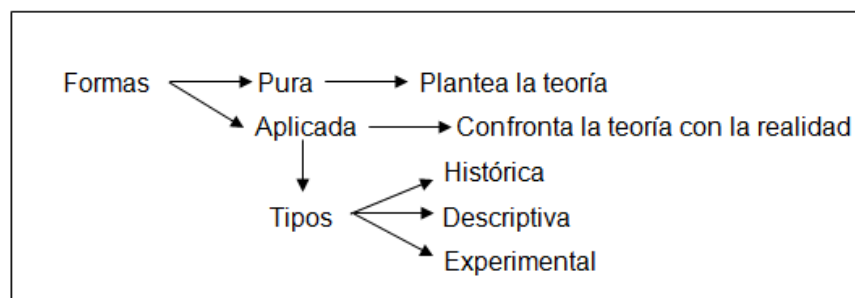 Formas Pura Plantea la teoría
Aplicada Confronta la teoría con la realidad
Histórica
Tipos Descriptiva
Experimental